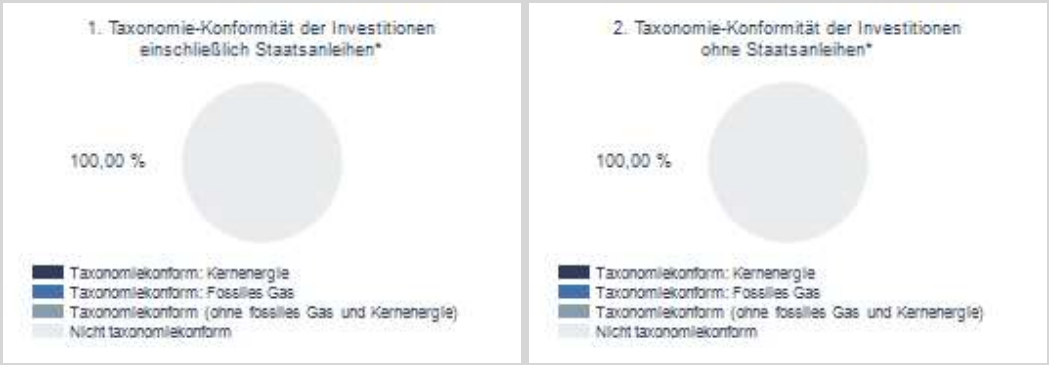 1. Taxonomie-Konformität der Investitionen
einschließlich Staatsanleihen*
100,00 %
Taxonomiekonform: Kernenergie
Taxonomiekonform: Fossiles Gas
Taxonomiekonform (ohne fossiles Gas und Kernenergie)
Nicht taxonomiekonform
2. Taxonomie-Konformität der Investitionen
ohne Staatsanleihen*
100,00 %
Taxonomiekonform: Kernenergie
Taxonomiekonform: Fossiles Gas
Taxonomiekonform (ohne fossiles Gas und Kernenergie)
Nicht taxonomiekonform